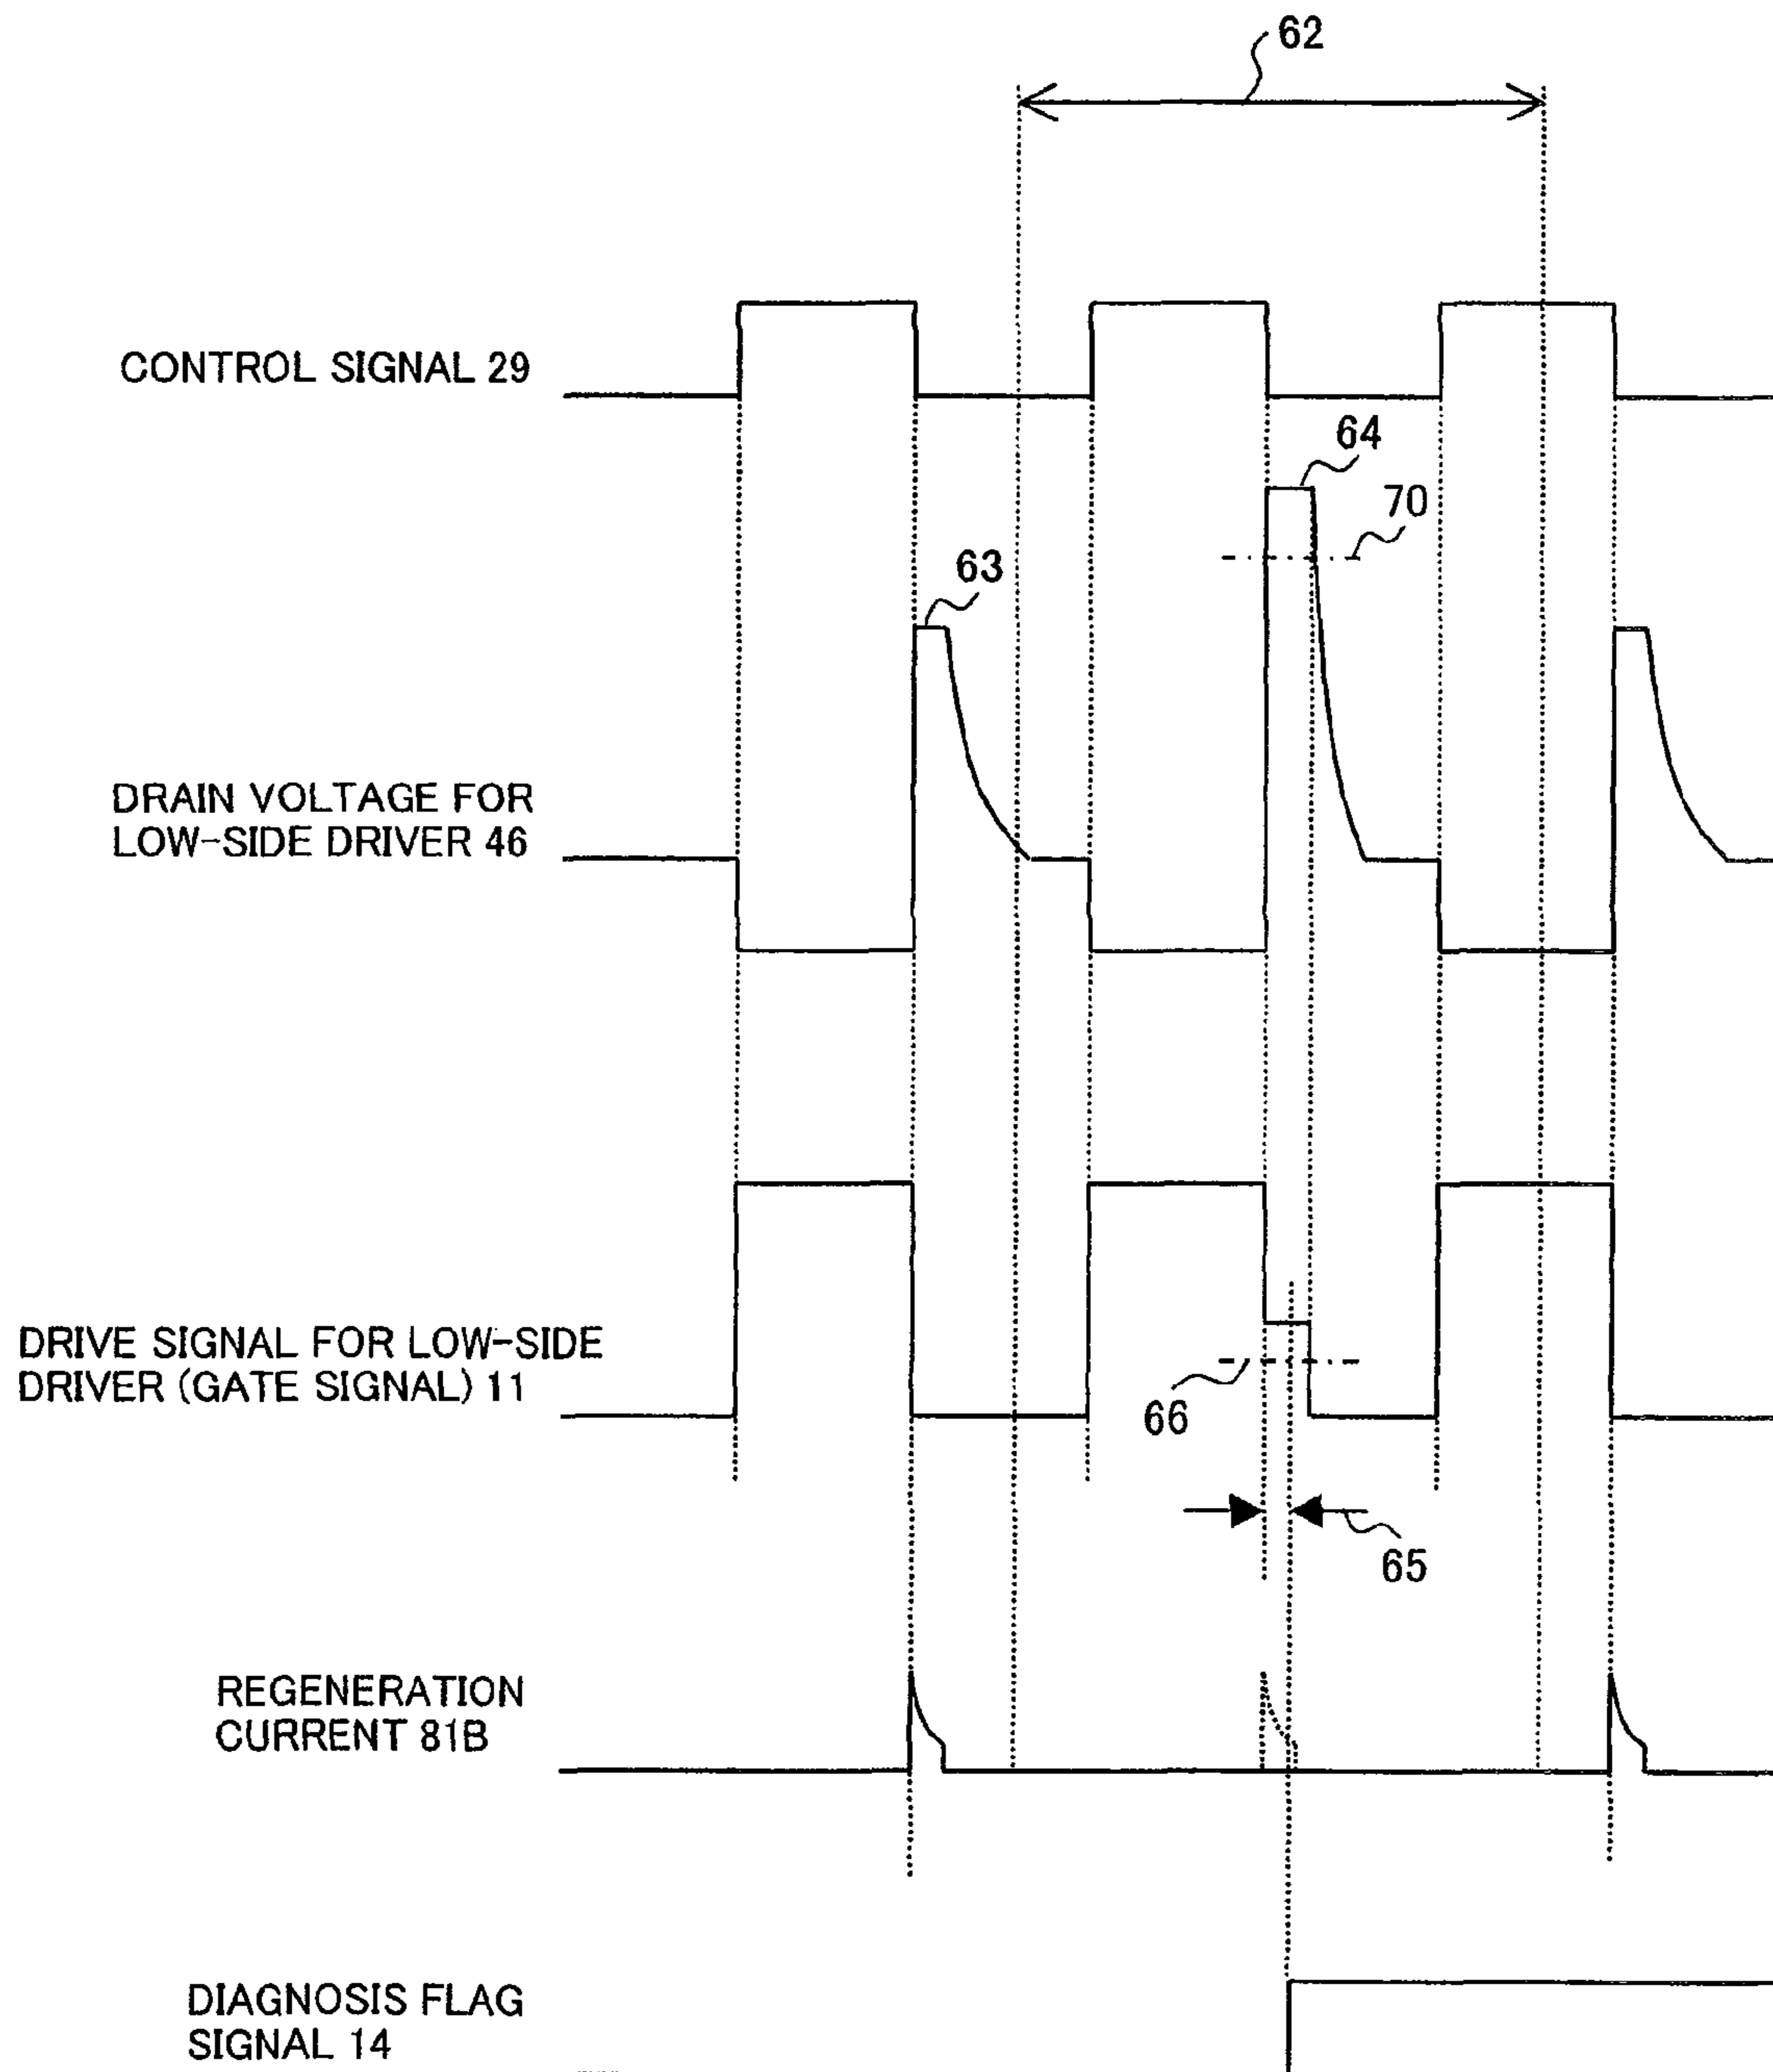 62
CONTROL SIGNAL 29
64
70
63
DRAIN VOLTAGE FOR
LOW-SIDE DRIVER 46
DRIVE SIGNAL FOR LOW-SIDE
DRIVER (GATE SIGNAL) 11
66
65
REGENERATION
CURRENT 81B
DIAGNOSIS FLAG
SIGNAL 14